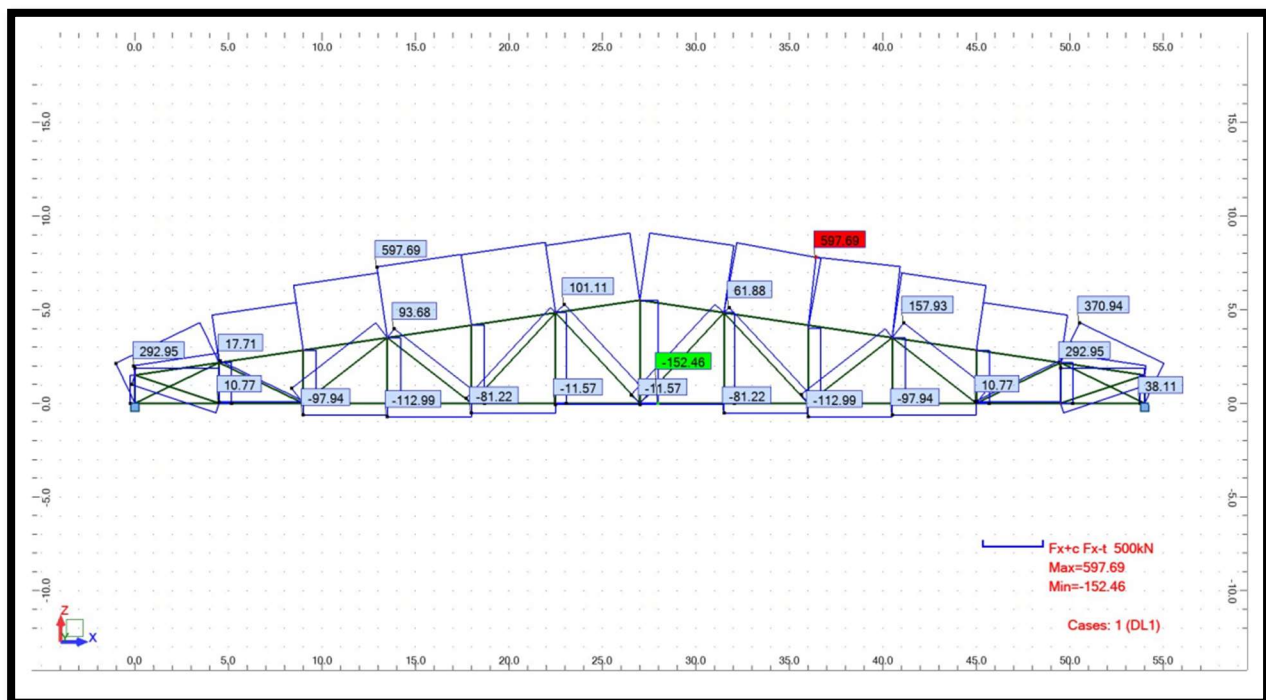 0.0 5.0 10.0 15.0 20.0 25.0 30.0 35.0 40.0 45.0 50.0 55.0
15.0 15.0
10.0 10.0
597.69 597.69
5.0 93.68 101.11 61.88 157.93 370.94 5.0
292.95 17.71 -152.46 292.95
10.77 -97.94 -112.99 -81.22 -11.57 -11.57 -81.22 -112.99 -97.94 10.77 38.11
0.0 0.0
-5.0 -5.0
Fx+c Fx-t 500kN
Max=597.69
-10.0 Min=-152.46 -10.0
Cases: 1 (DL1)
Z
Y X
0.0 5.0 10.0 15.0 20.0 25.0 30.0 35.0 40.0 45.0 50.0 55.0